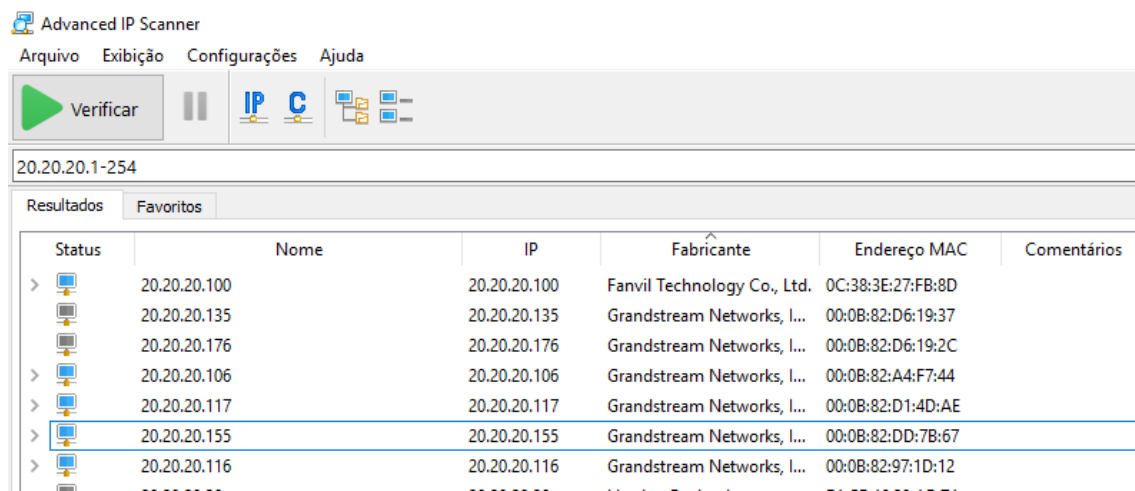 Advanced IP Scanner
Arquivo Exibição Configurações Ajuda
Verificar IP C
20.20.20.1-254
Resultados Favoritos
Status Nome IP Fabricante Endereço MAC Comentários
20.20.20.100 20.20.20.100 Fanvil Technology Co., Ltd. 0C:38:3E:27:FB:8D
20.20.20.135 20.20.20.135 Grandstream Networks, I... 00:0B:82:D6:19:37
20.20.20.176 20.20.20.176 Grandstream Networks, I... 00:0B:82:D6:19:2C
20.20.20.106 20.20.20.106 Grandstream Networks, I... 00:0B:82:A4:F7:44
20.20.20.117 20.20.20.117 Grandstream Networks, I... 00:0B:82:D1:4D:AE
20.20.20.155 20.20.20.155 Grandstream Networks, I... 00:0B:82:DD:7B:67
20.20.20.116 20.20.20.116 Grandstream Networks, I... 00:0B:82:97:1D:12